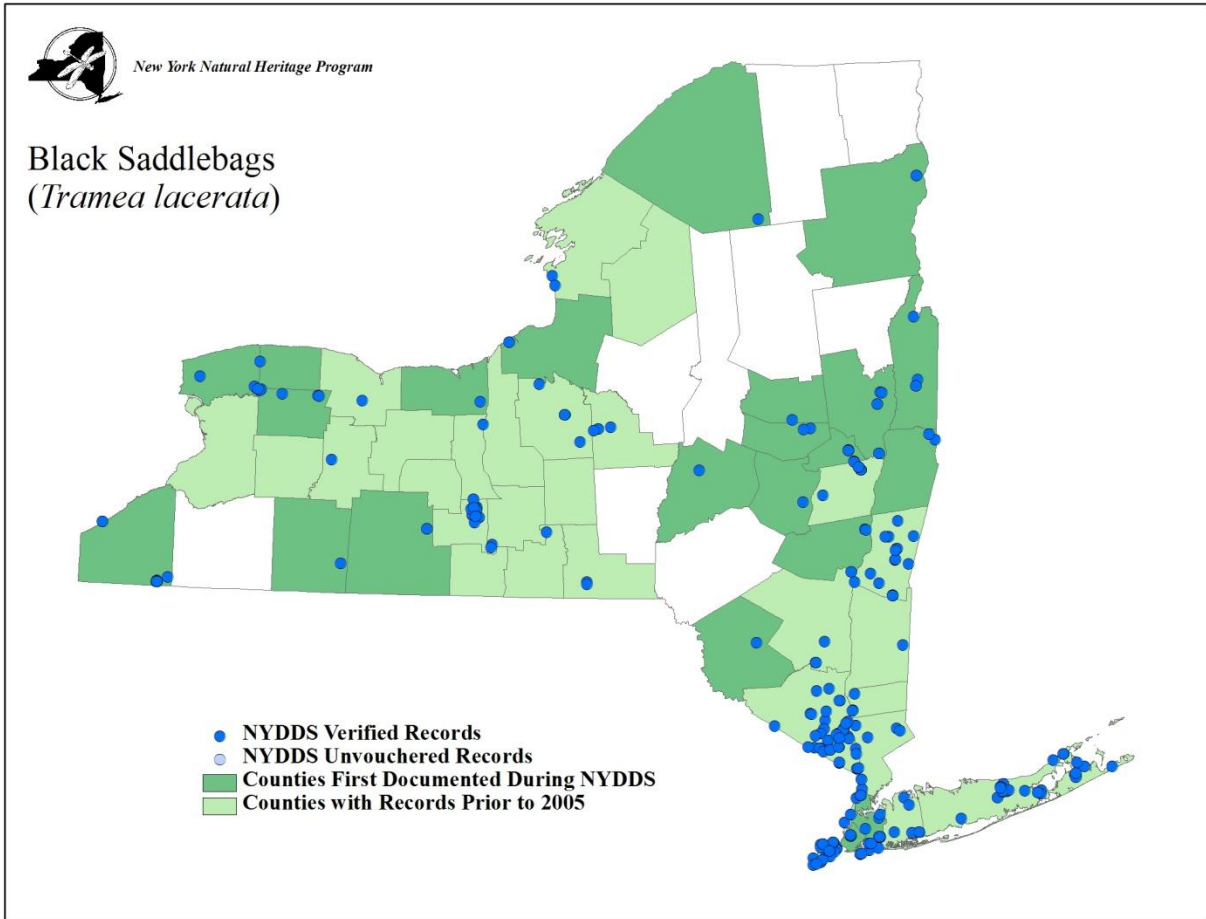 New York Natural Heritage Program
Black Saddlebags
(Tramea lacerata)
NYDDS Verified Records
NYDDS Unvouchered Records
Counties First Documented During NYDDS
Counties with Records Prior to 2005